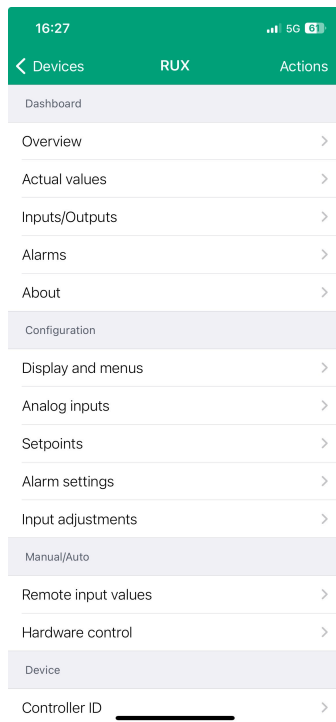 16:27 5G 61
Devices RUX Actions
Dashboard
Overview
Actual values
Inputs/Outputs
Alarms
About
Configuration
Display and menus
Analog inputs
Setpoints
Alarm settings
Input adjustments
Manual/Auto
Remote input values
Hardware control
Device
Controller ID